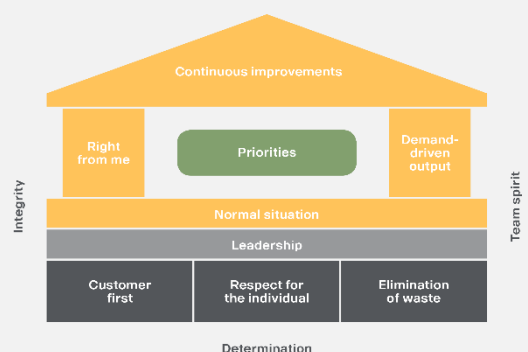 Continuous improvements
Right
from me
Priorities
Demand-
driven
output
Integrity
Team spirit
Normal situation
Leadership
Customer
first
Respect for
the individual
Elimination
of waste
Determination